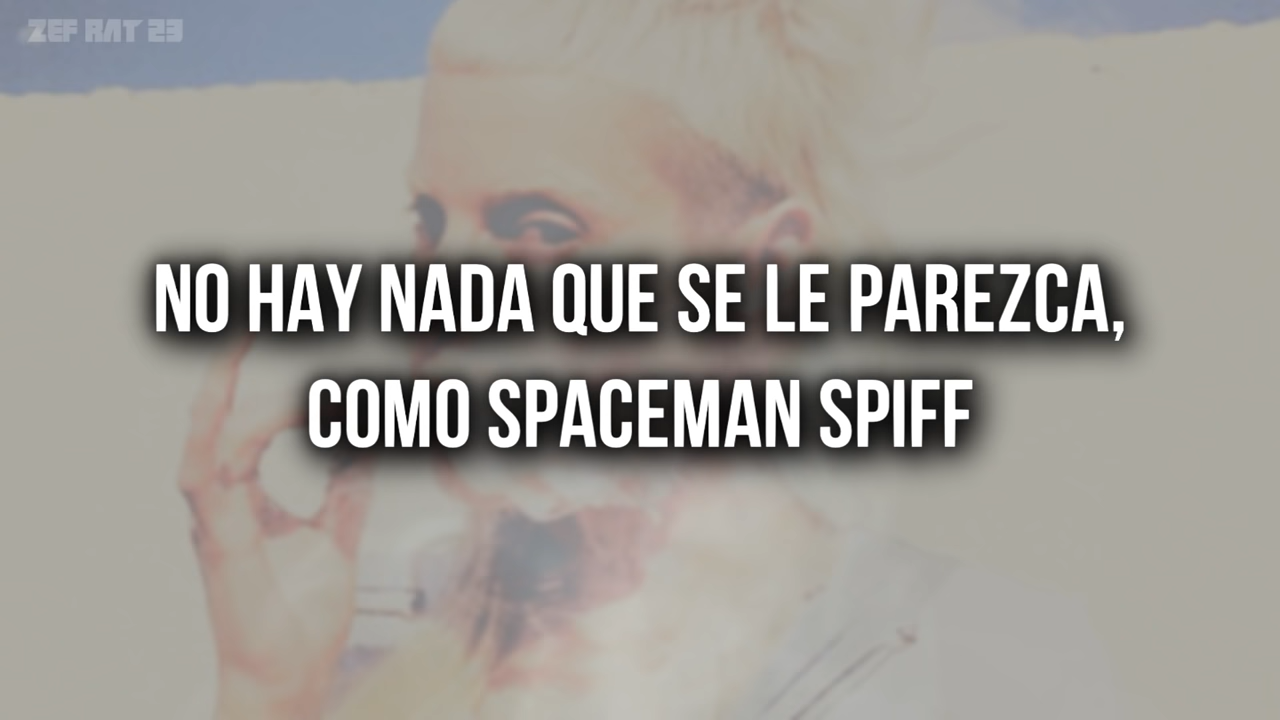 ZEF RAT 23
NO HAY NADA QUE SE LE PAREZCA,
COMO SPACEMAN SPIFF